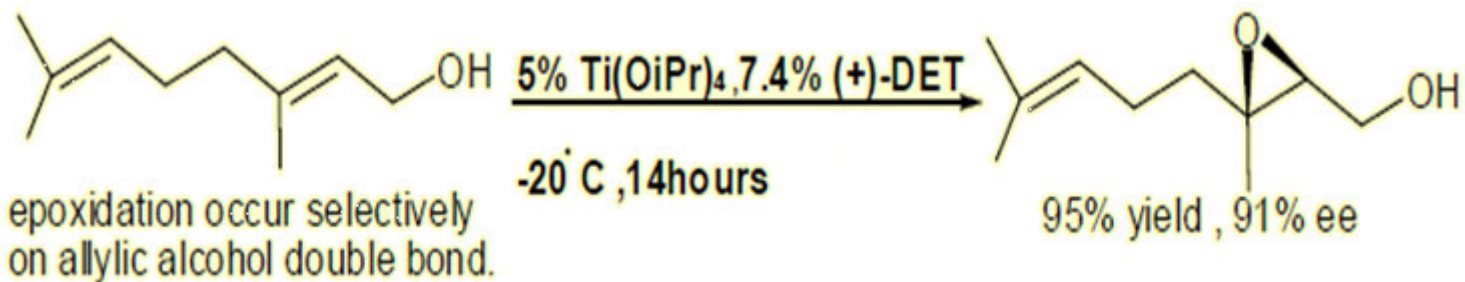 OH
5% Ti(OiPr)₄,7.4% (+)-DET
O
OH
-20° C ,14hours
epoxidation occur selectively
on allylic alcohol double bond.
95% yield , 91% ee